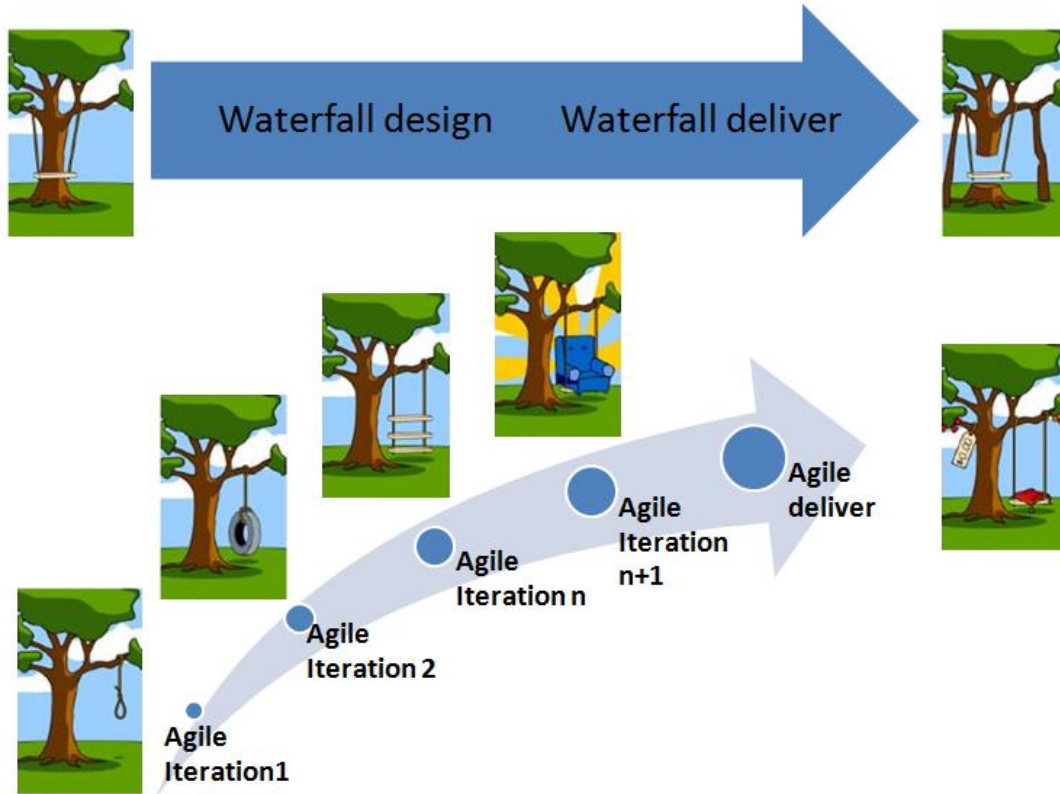 Waterfall design
Waterfall deliver
Agile
deliver
Agile
Iteration
n+1
Agile
Iteration n
Agile
Iteration 2
Agile
Iteration1